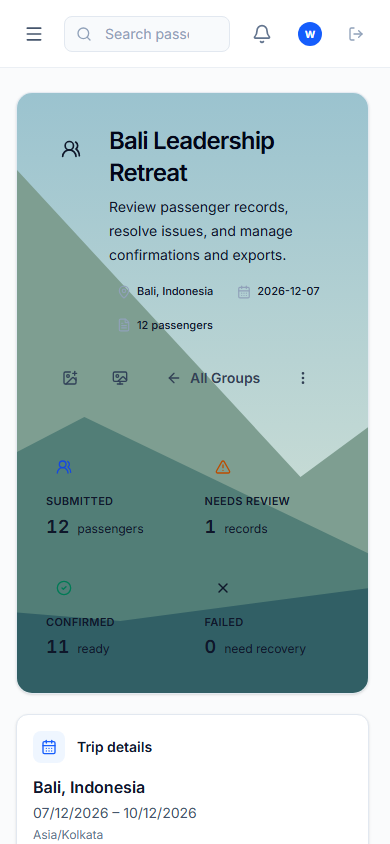 Search passe
W
Bali Leadership
Retreat
Review passenger records,
resolve issues, and manage
confirmations and exports.
Bali, Indonesia 2026-12-07
12 passengers
All Groups
SUBMITTED NEEDS REVIEW
12 passengers 1 records
CONFIRMED FAILED
11 ready 0 need recovery
Trip details
Bali, Indonesia
07/12/2026 – 10/12/2026
Asia/Kolkata